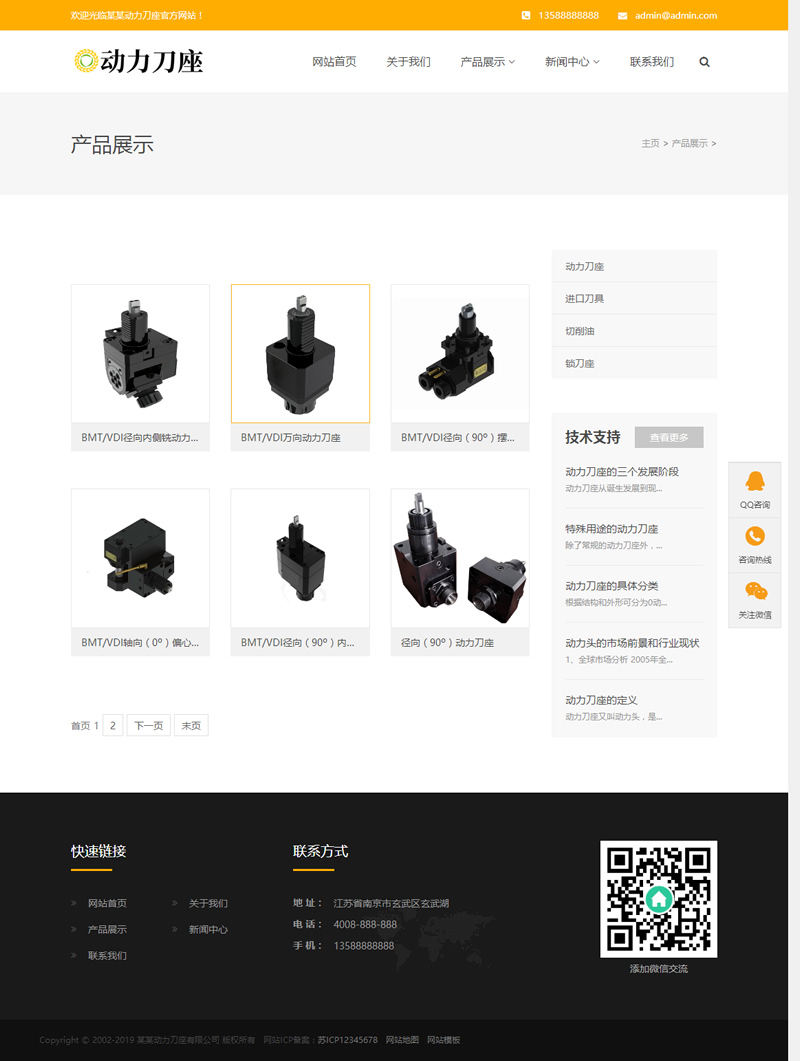 欢迎光临某某动力刀座官方网站！
13588888888 admin@admin.com
动力刀座
网站首页 关于我们 产品展示 新闻中心 联系我们
产品展示
主页 > 产品展示 >
BMT/VDI径向内侧铣动力...
BMT/VDI万向动力刀座
BMT/VDI径向（90º）摆...
BMT/VDI轴向（0º）偏心...
BMT/VDI径向（90º）内...
径向（90º）动力刀座
首页 1 2 下一页 末页
动力刀座
进口刀具
切削油
锁刀座
技术支持 查看更多
动力刀座的三个发展阶段
动力刀座从诞生发展到现...
特殊用途的动力刀座
除了常规的动力刀座外，...
动力刀座的具体分类
根据结构和外形可分为0动...
动力头的市场前景和行业现状
1、全球市场分析 2005年全...
动力刀座的定义
动力刀座又叫动力头，是...
QQ咨询
咨询热线
关注微信
快速链接
» 网站首页 » 关于我们
» 产品展示 » 新闻中心
» 联系我们
联系方式
地 址： 江苏省南京市玄武区玄武湖
电 话： 4008-888-888
手 机： 13588888888
添加微信交流
Copyright © 2002-2019 某某动力刀座有限公司 版权所有 网站ICP备案：苏ICP12345678 网站地图 网站模板